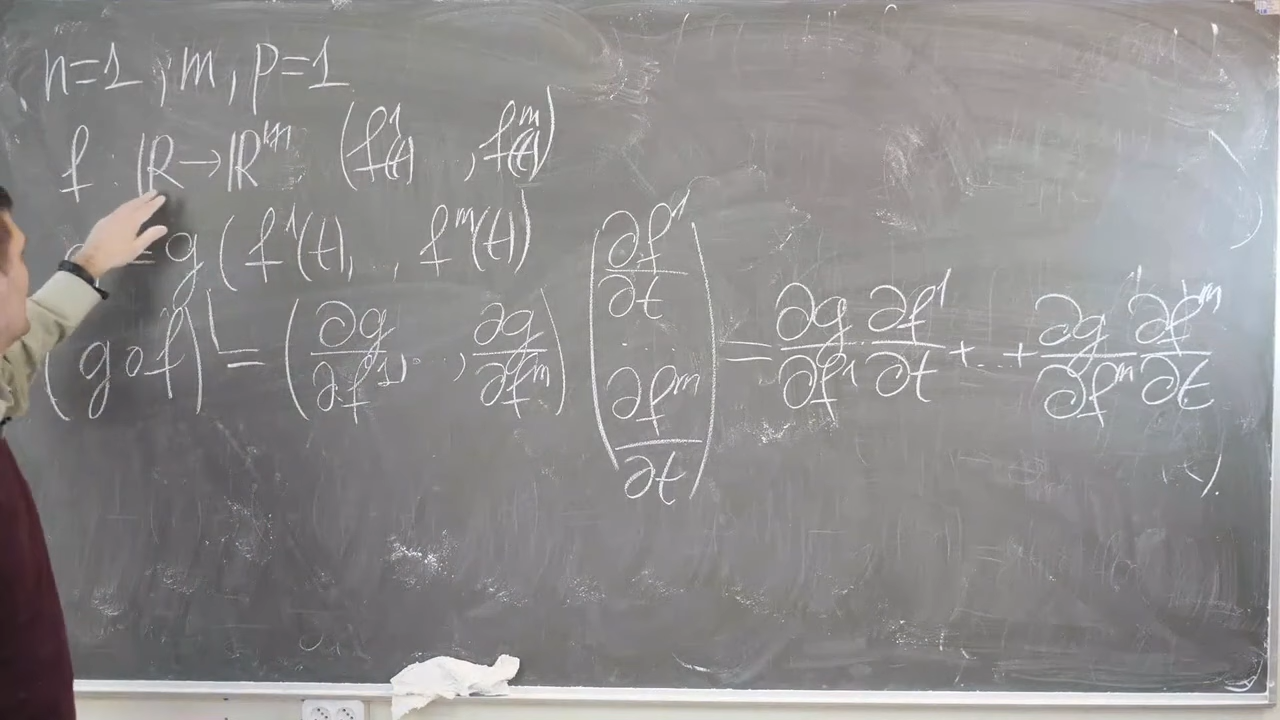 n=1, m, p=1
f : ℝ→ℝᵐ (f¹(t) , fᵐ(t))
= g (f¹(t), , fᵐ(t))
(g∘f)' = (∂g/∂f¹, . . , ∂g/∂fᵐ) (∂f¹/∂t . . . ∂fᵐ/∂t) = ∂g/∂f¹ ∂f¹/∂t + ... + ∂g/∂fᵐ ∂fᵐ/∂t